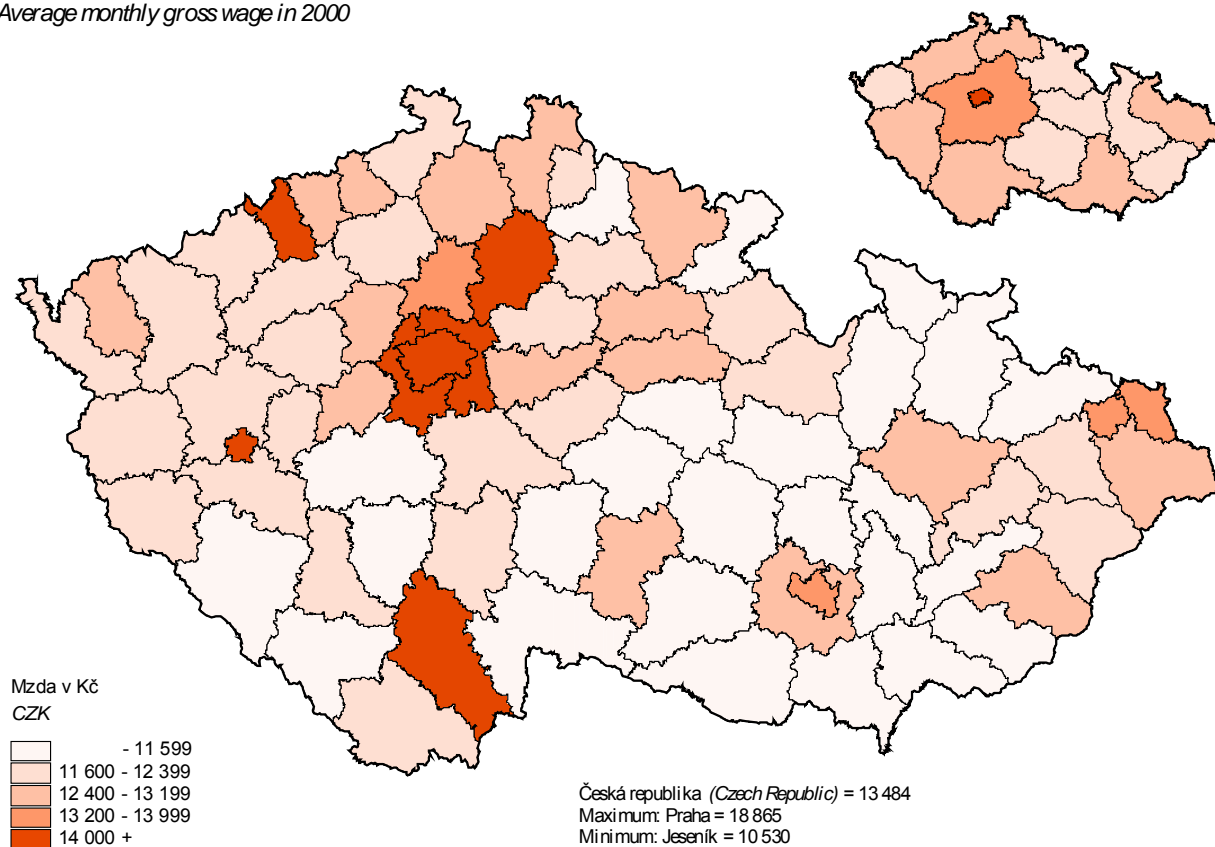 Average monthly gross wage in 2000
Mzda v Kč
CZK
- 11 599
11 600 - 12 399
12 400 - 13 199
13 200 - 13 999
14 000 +
Česká republika (Czech Republic) = 13 484
Maximum: Praha = 18 865
Minimum: Jeseník = 10 530